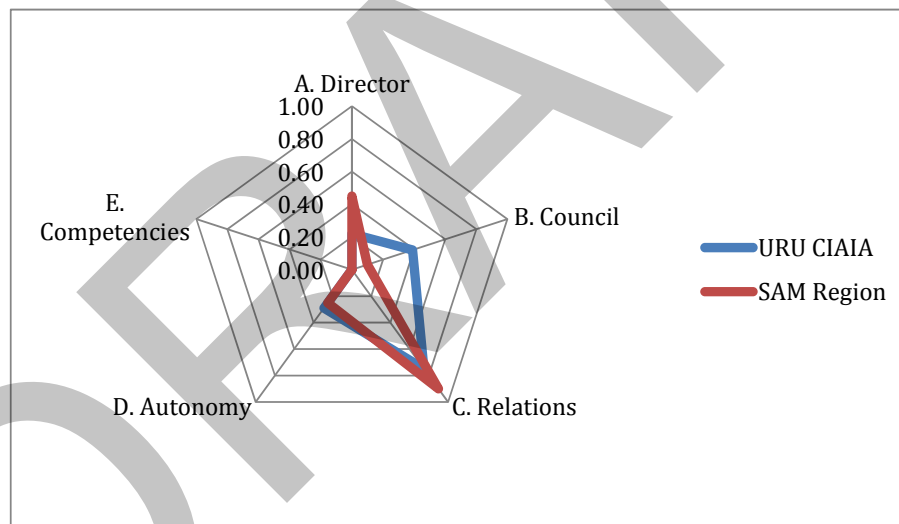 A. Director
1.00
0.80
0.60
0.40
0.20
0.00
B. Council
C. Relations
D. Autonomy
E.
Competencies
URU CIAIA
SAM Region